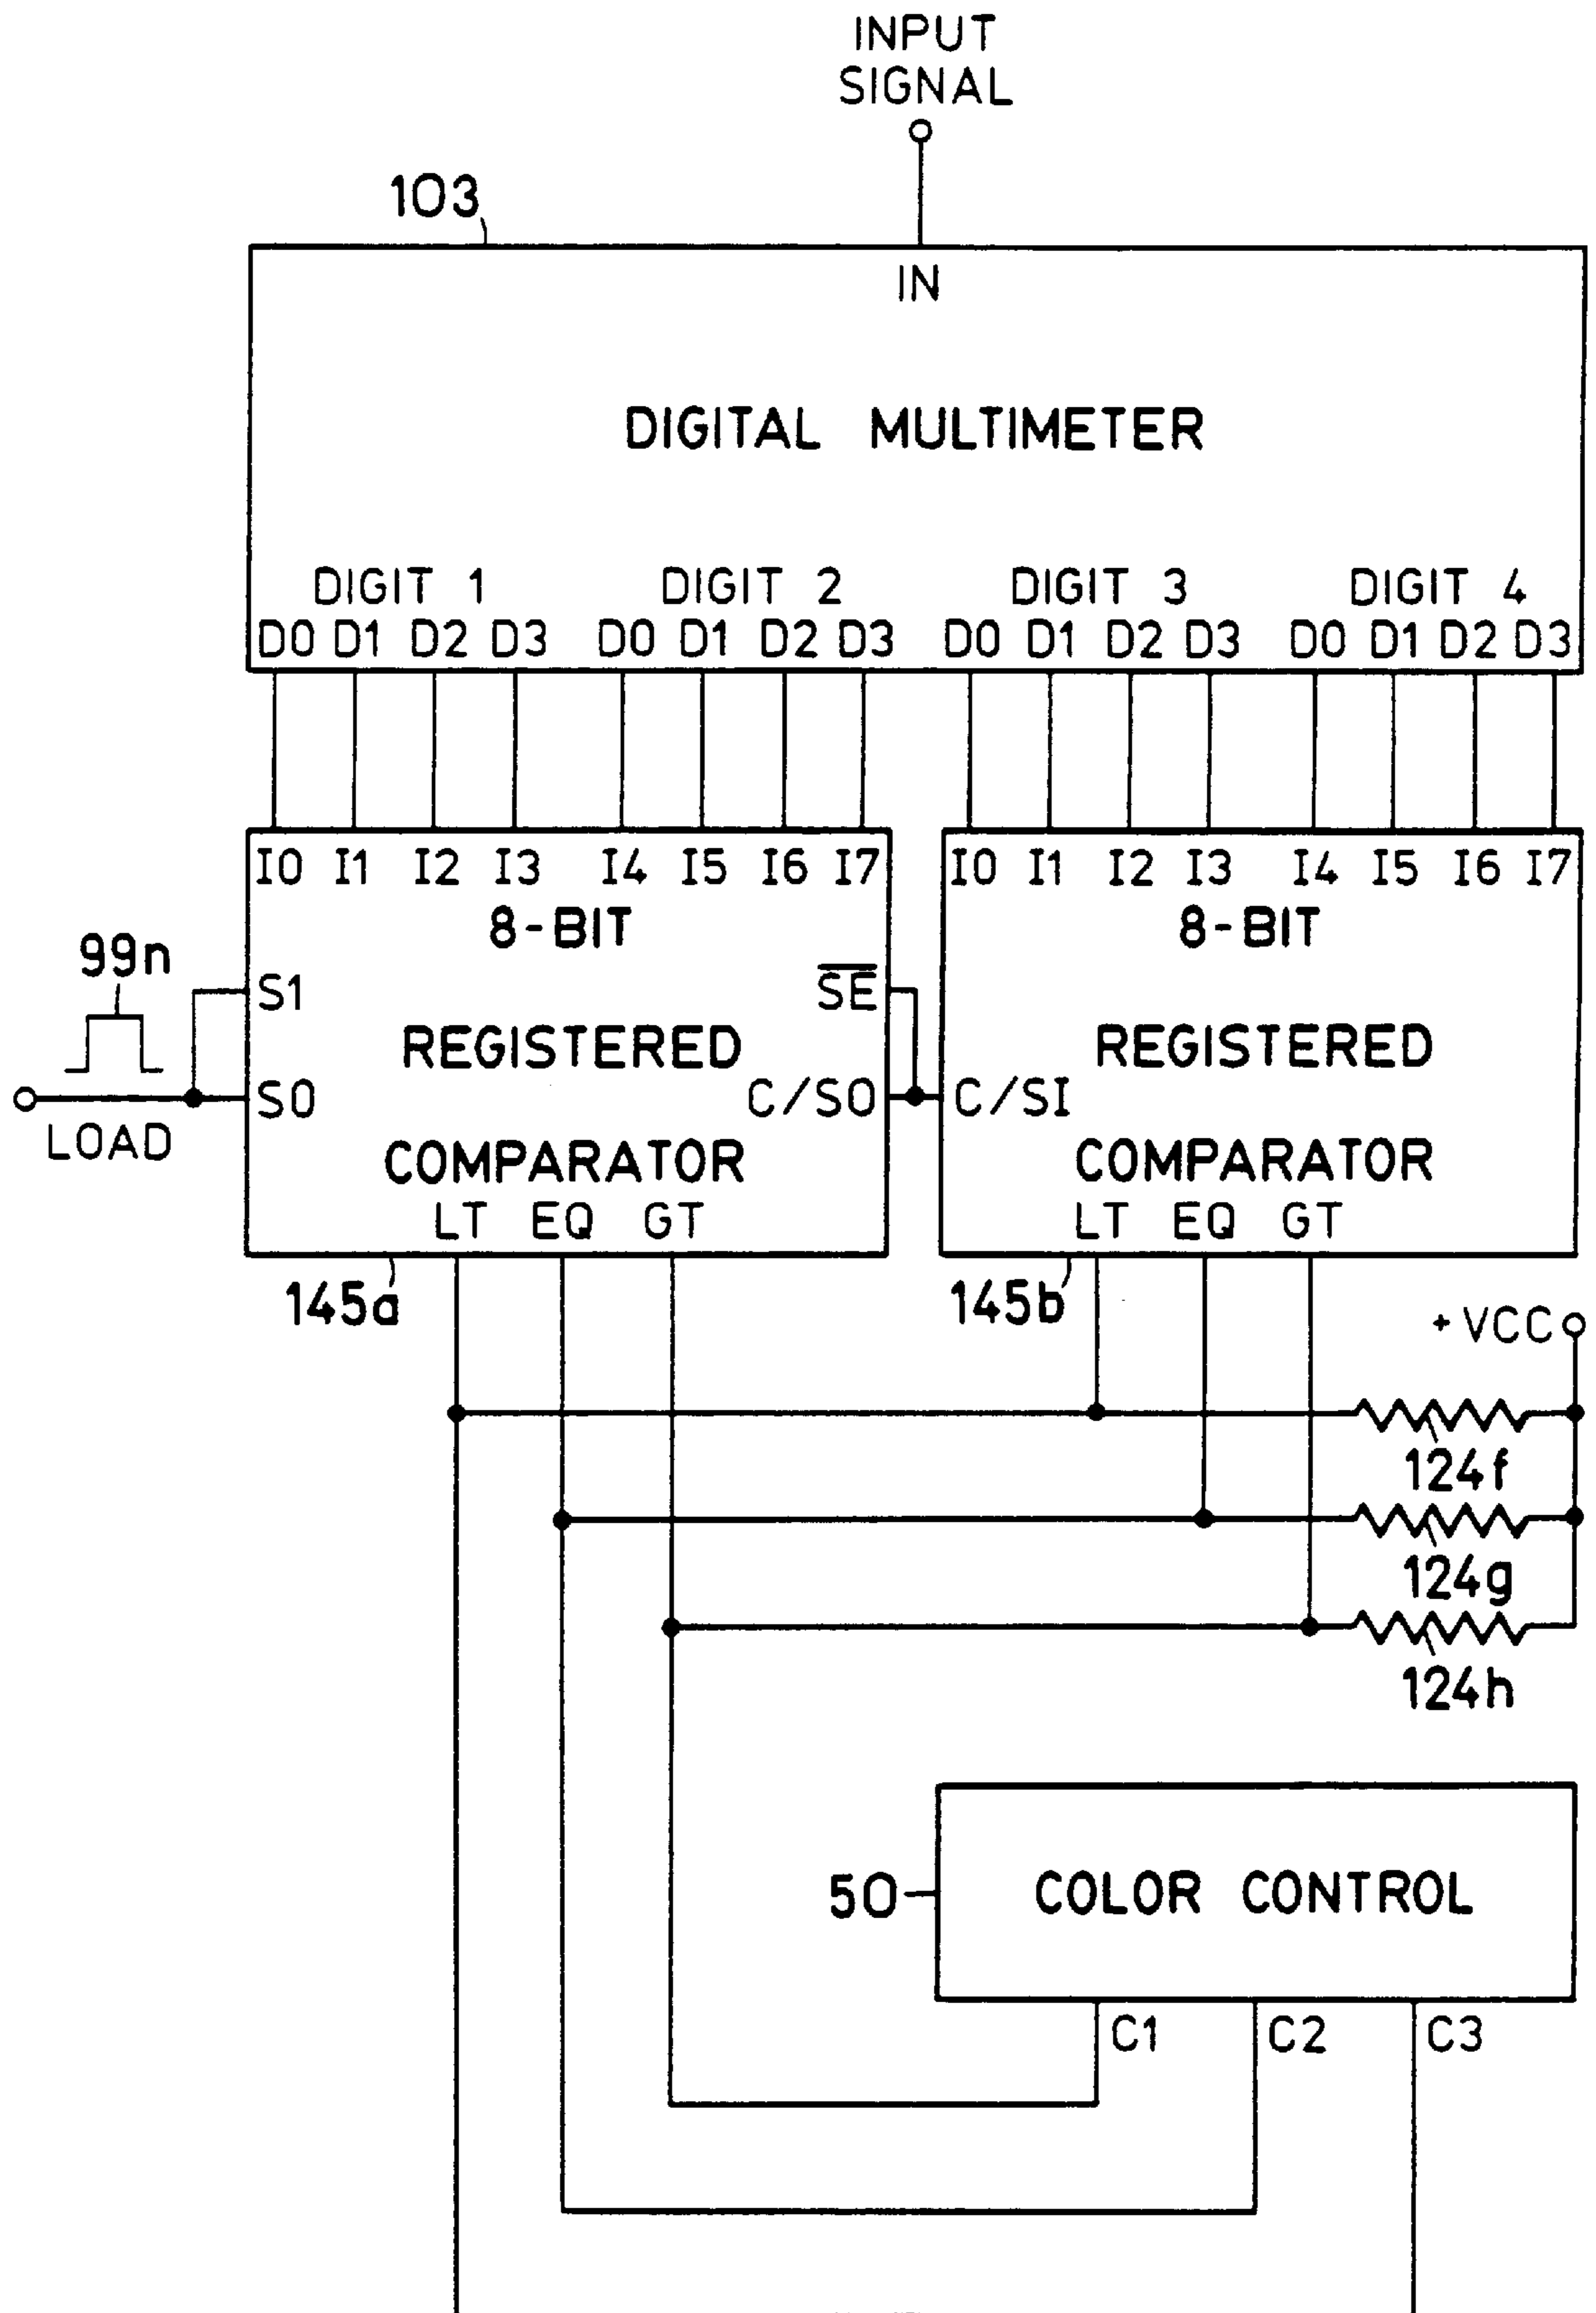 INPUT
SIGNAL
103
IN
DIGITAL MULTIMETER
DIGIT 1 DIGIT 2 DIGIT 3 DIGIT 4
D0 D1 D2 D3 D0 D1 D2 D3 D0 D1 D2 D3 D0 D1 D2 D3
I0 I1 I2 I3 I4 I5 I6 I7 I0 I1 I2 I3 I4 I5 I6 I7
8-BIT 8-BIT
99n
S1 SE
REGISTERED REGISTERED
S0 C/SO C/SI
LOAD
COMPARATOR COMPARATOR
LT EQ GT LT EQ GT
145a 145b
+VCC
124f
124g
124h
50 COLOR CONTROL
C1 C2 C3